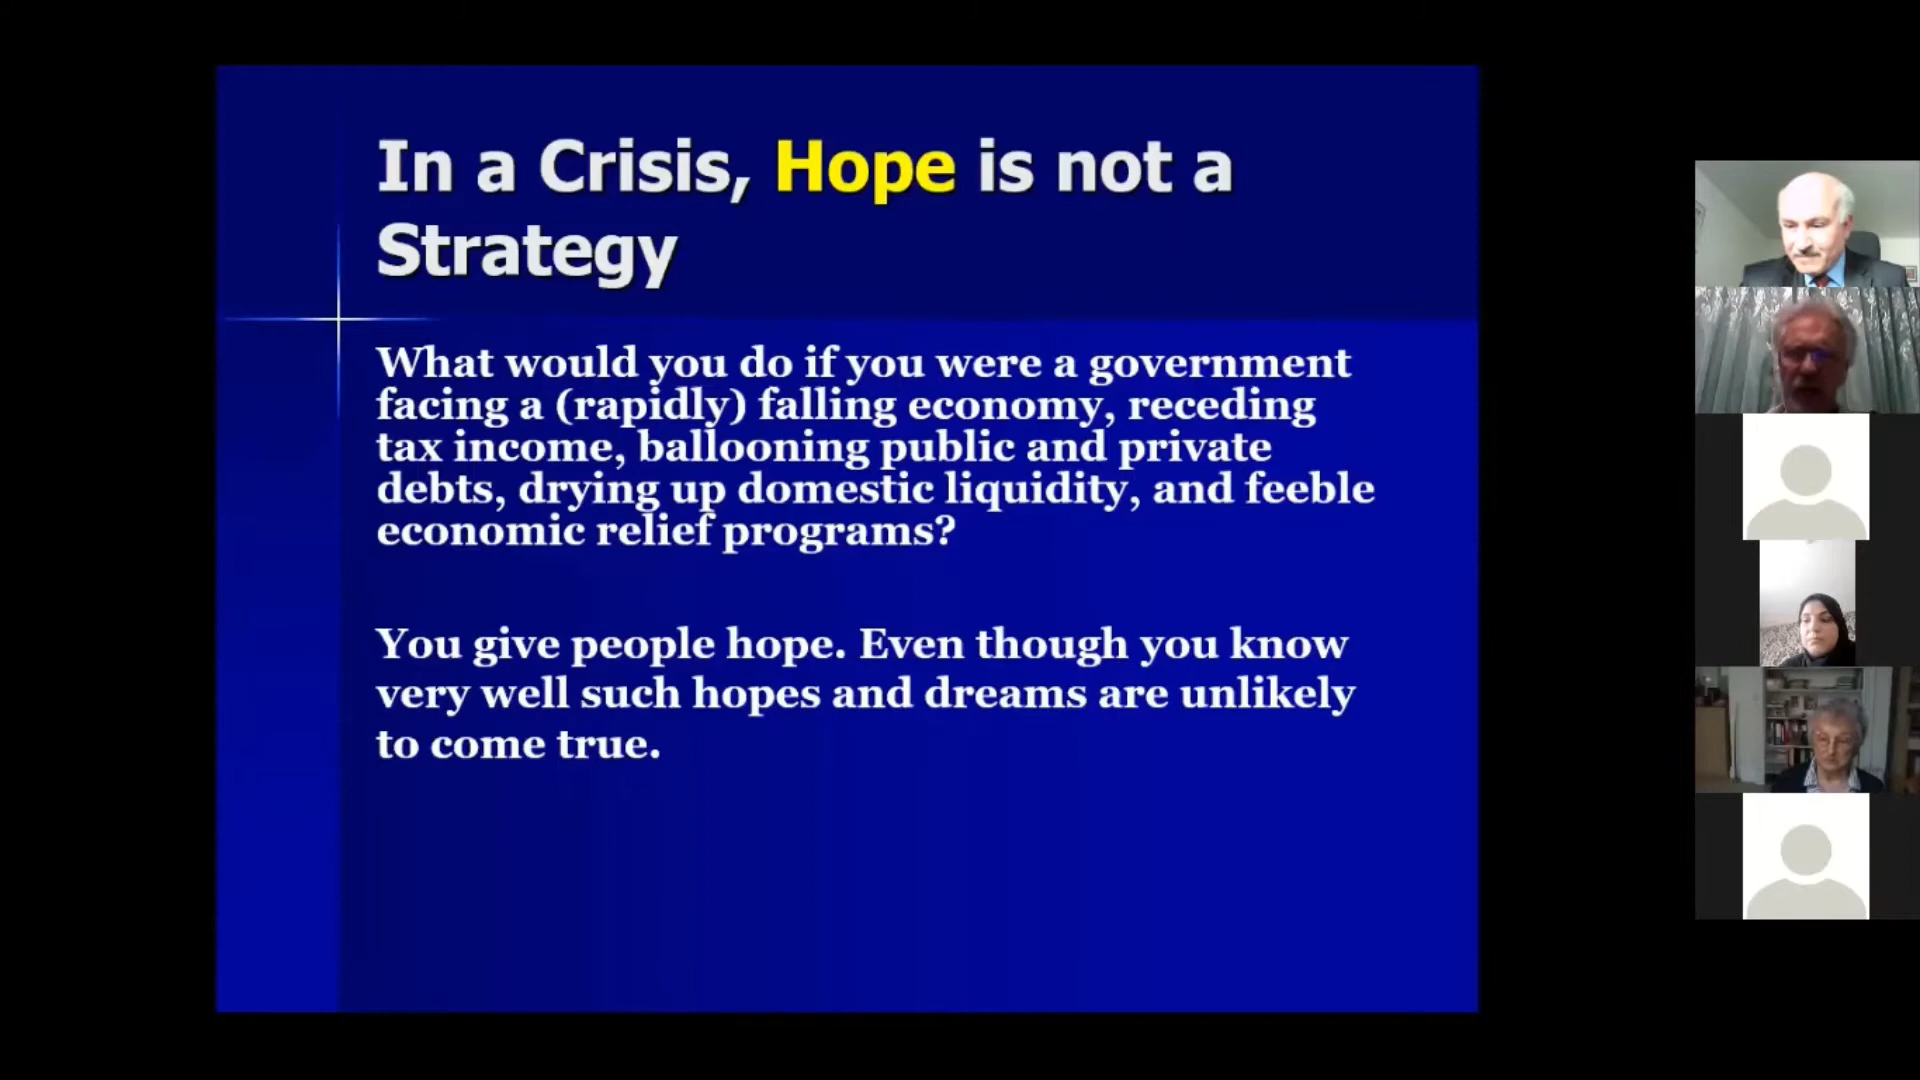 In a Crisis, Hope is not a
Strategy
What would you do if you were a government
facing a (rapidly) falling economy, receding
tax income, ballooning public and private
debts, drying up domestic liquidity, and feeble
economic relief programs?
You give people hope. Even though you know
very well such hopes and dreams are unlikely
to come true.